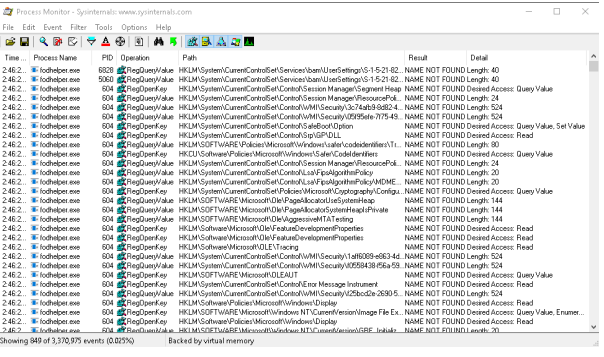 Process Monitor - Sysinternals: www.sysinternals.com
File Edit Event Filter Tools Options Help
Time ... Process Name PID Operation Path Result Detail
2:46:2... fodhelper.exe 6828 RegQueryValue HKLM\System\CurrentControlSet\Services\bam\UserSettings\S-1-5-21-82... NAME NOT FOUND Length: 40
2:46:2... fodhelper.exe 5060 RegQueryValue HKLM\System\CurrentControlSet\Services\bam\UserSettings\S-1-5-21-82... NAME NOT FOUND Length: 40
2:46:2... fodhelper.exe 604 RegOpenKey HKLM\System\CurrentControlSet\Control\Session Manager\Segment Heap NAME NOT FOUND Desired Access: Query Value
2:46:2... fodhelper.exe 604 RegQueryValue HKLM\System\CurrentControlSet\Control\Session Manager\ResourcePoli... NAME NOT FOUND Length: 24
2:46:2... fodhelper.exe 604 RegQueryValue HKLM\System\CurrentControlSet\Control\WMI\Security\3c74afb9-8d82-4... NAME NOT FOUND Length: 524
2:46:2... fodhelper.exe 604 RegQueryValue HKLM\System\CurrentControlSet\Control\WMI\Security\05f95efe-7f75-49... NAME NOT FOUND Length: 524
2:46:2... fodhelper.exe 604 RegOpenKey HKLM\System\CurrentControlSet\Control\SafeBoot\Option NAME NOT FOUND Desired Access: Query Value, Set Value
2:46:2... fodhelper.exe 604 RegOpenKey HKLM\System\CurrentControlSet\Control\Srp\GP\DLL NAME NOT FOUND Desired Access: Read
2:46:2... fodhelper.exe 604 RegQueryValue HKLM\SOFTWARE\Policies\Microsoft\Windows\safer\codeidentifiers\Tr... NAME NOT FOUND Length: 80
2:46:2... fodhelper.exe 604 RegOpenKey HKCU\Software\Policies\Microsoft\Windows\Safer\CodeIdentifiers NAME NOT FOUND Desired Access: Query Value
2:46:2... fodhelper.exe 604 RegQueryValue HKLM\System\CurrentControlSet\Control\Session Manager\ResourcePoli... NAME NOT FOUND Length: 24
2:46:2... fodhelper.exe 604 RegQueryValue HKLM\System\CurrentControlSet\Control\Lsa\FipsAlgorithmPolicy NAME NOT FOUND Length: 20
2:46:2... fodhelper.exe 604 RegQueryValue HKLM\System\CurrentControlSet\Control\Lsa\FipsAlgorithmPolicy\MDME... NAME NOT FOUND Length: 20
2:46:2... fodhelper.exe 604 RegOpenKey HKLM\System\CurrentControlSet\Policies\Microsoft\Cryptography\Configu... NAME NOT FOUND Desired Access: Query Value
2:46:2... fodhelper.exe 604 RegQueryValue HKLM\SOFTWARE\Microsoft\Ole\PageAllocatorUseSystemHeap NAME NOT FOUND Length: 144
2:46:2... fodhelper.exe 604 RegQueryValue HKLM\SOFTWARE\Microsoft\Ole\PageAllocatorSystemHeapIsPrivate NAME NOT FOUND Length: 144
2:46:2... fodhelper.exe 604 RegQueryValue HKLM\SOFTWARE\Microsoft\Ole\AggressiveMTATesting NAME NOT FOUND Length: 144
2:46:2... fodhelper.exe 604 RegOpenKey HKLM\Software\Microsoft\Ole\FeatureDevelopmentProperties NAME NOT FOUND Desired Access: Read
2:46:2... fodhelper.exe 604 RegOpenKey HKLM\Software\Microsoft\Ole\FeatureDevelopmentProperties NAME NOT FOUND Desired Access: Read
2:46:2... fodhelper.exe 604 RegOpenKey HKLM\Software\Microsoft\OLE\Tracing NAME NOT FOUND Desired Access: Read
2:46:2... fodhelper.exe 604 RegQueryValue HKLM\System\CurrentControlSet\Control\WMI\Security\1aff6089-e863-4d... NAME NOT FOUND Length: 524
2:46:2... fodhelper.exe 604 RegQueryValue HKLM\System\CurrentControlSet\Control\WMI\Security\f0558438-f56a-59... NAME NOT FOUND Length: 524
2:46:2... fodhelper.exe 604 RegOpenKey HKLM\SOFTWARE\Microsoft\OLEAUT NAME NOT FOUND Desired Access: Query Value
2:46:2... fodhelper.exe 604 RegOpenKey HKLM\System\CurrentControlSet\Control\Error Message Instrument NAME NOT FOUND Desired Access: Read
2:46:2... fodhelper.exe 604 RegQueryValue HKLM\System\CurrentControlSet\Control\WMI\Security\f25bcd2e-2690-5... NAME NOT FOUND Length: 524
2:46:2... fodhelper.exe 604 RegOpenKey HKLM\Software\Policies\Microsoft\Windows\Display NAME NOT FOUND Desired Access: Read
2:46:2... fodhelper.exe 604 RegOpenKey HKLM\SOFTWARE\Microsoft\Windows NT\CurrentVersion\Image File Ex... NAME NOT FOUND Desired Access: Query Value, Enumer...
2:46:2... fodhelper.exe 604 RegOpenKey HKLM\Software\Policies\Microsoft\Windows\Display NAME NOT FOUND Desired Access: Read
2:46:2... fodhelper.exe 604 RegQueryValue HKLM\SOFTWARE\Microsoft\Windows NT\CurrentVersion\GRE_Initialize... NAME NOT FOUND Length: 20
Showing 849 of 3,370,975 events (0.025%) Backed by virtual memory